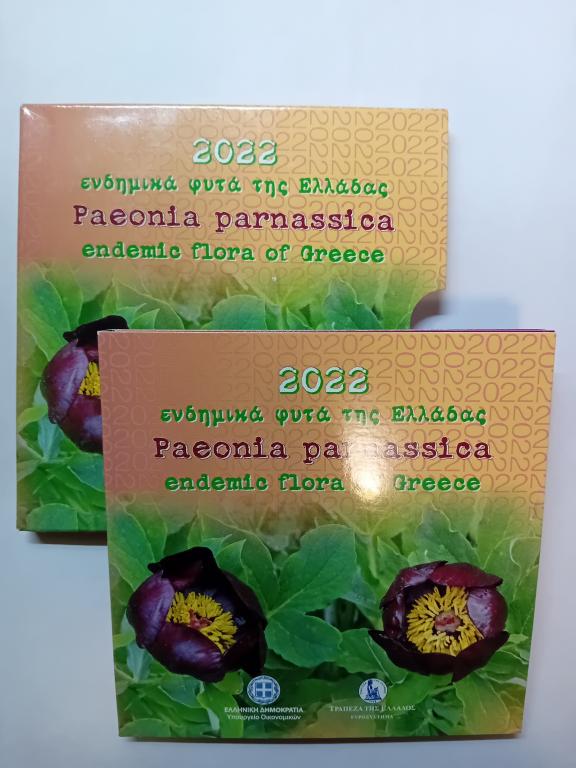 2022
ενδημικά φυτά της Ελλάδας
Paeonia parnassica
endemic flora of Greece
2022
ενδημικά φυτά της Ελλάδας
Paeonia parnassica
endemic flora Greece
ΕΛΛΗΝΙΚΗ ΔΗΜΟΚΡΑΤΙΑ
Υπουργείο Οικονομικών
ΤΡΑΠΕΖΑ ΤΗΣ ΕΛΛΑΔΟΣ
ΕΥΡΩΣΥΣΤΗΜΑ